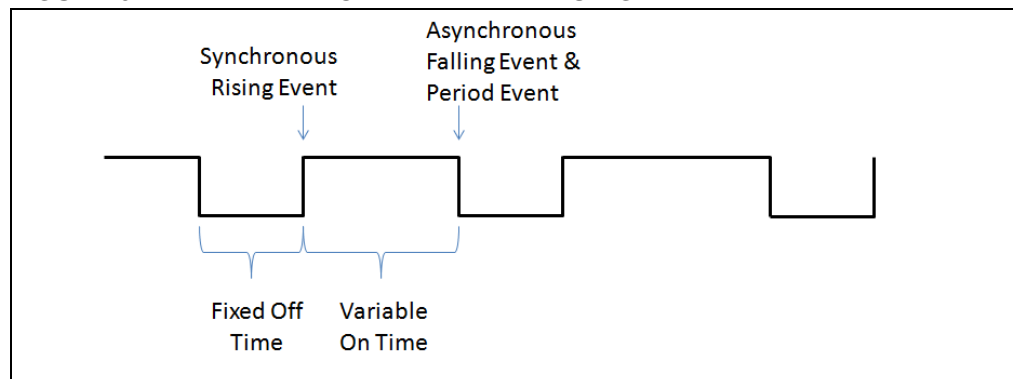 Synchronous
Rising Event
Asynchronous
Falling Event &
Period Event
Fixed Off
Time
Variable
On Time